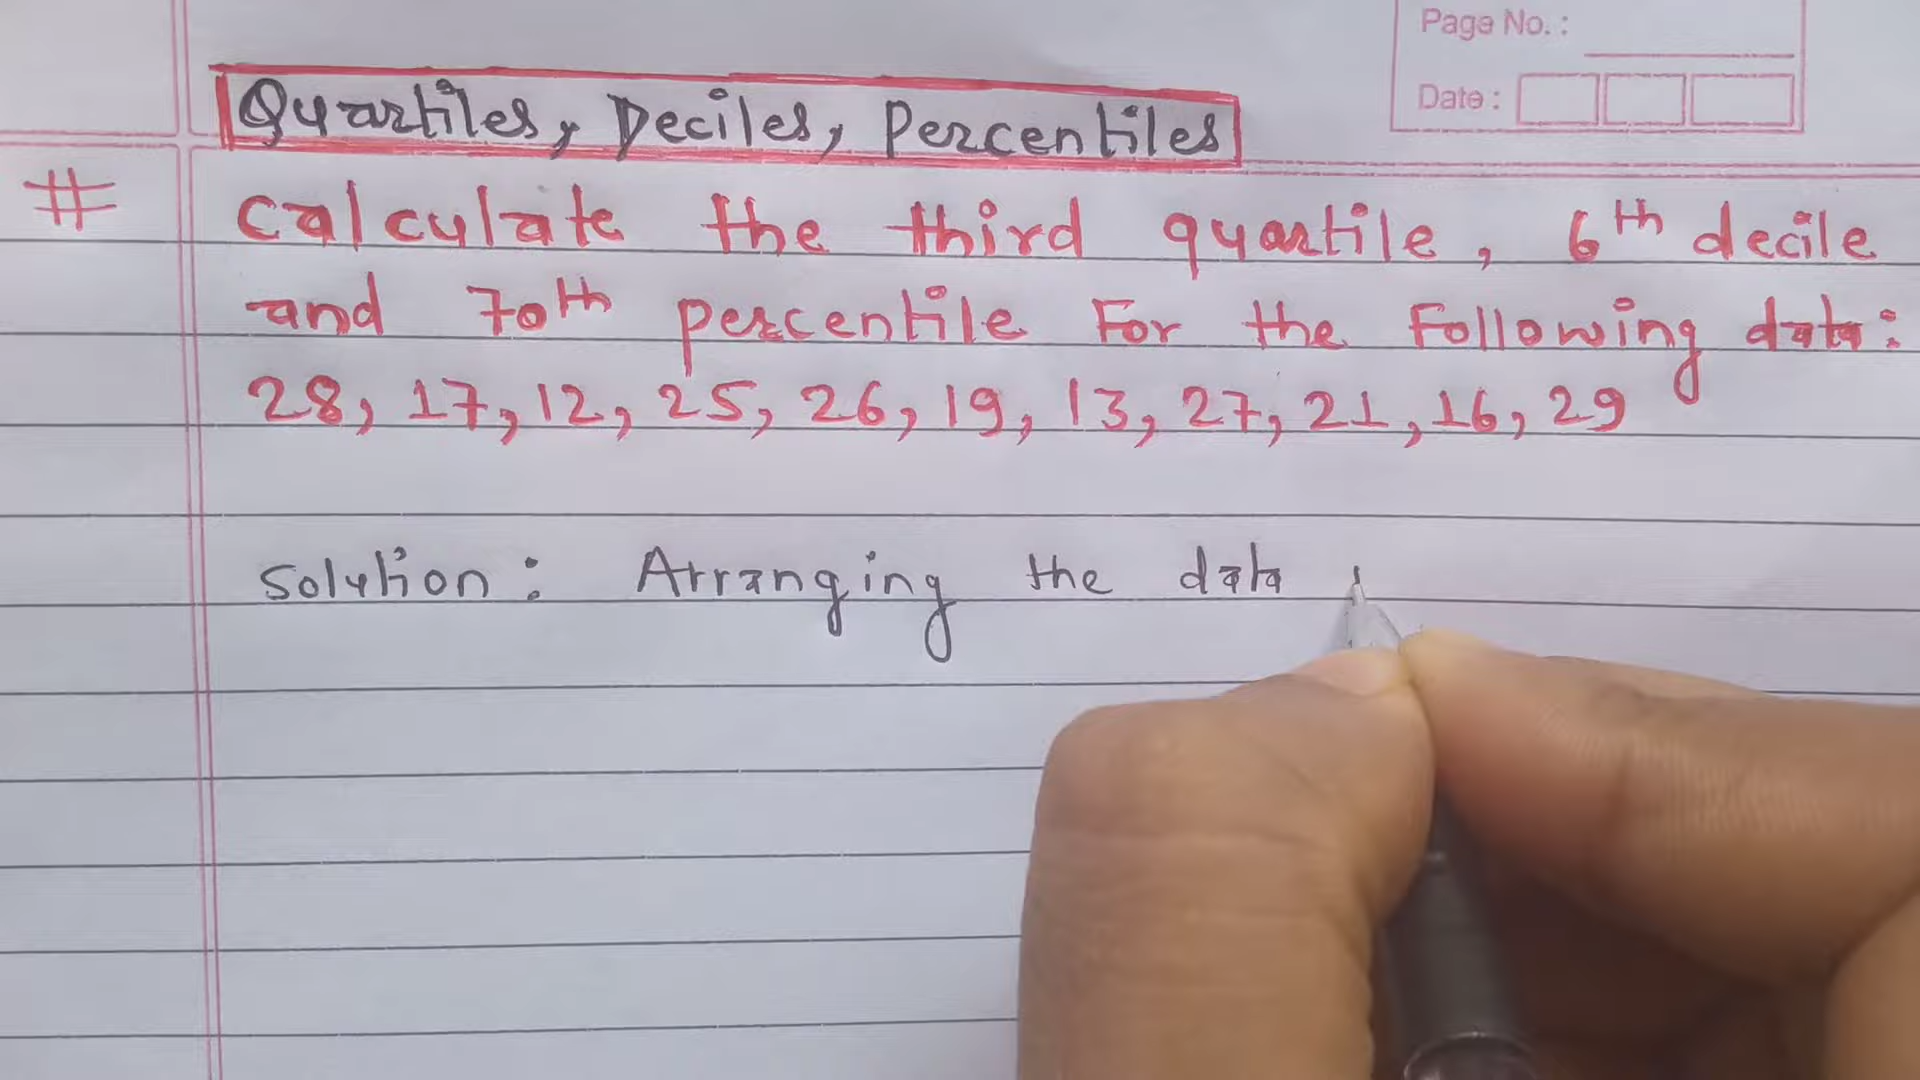 Page No. :
Date :
Quartiles, Deciles, Percentiles
# Calculate the third quartile, 6th decile
and 70th percentile For the Following data:
28, 17, 12, 25, 26, 19, 13, 27, 21, 16, 29
Solution: Arranging the data